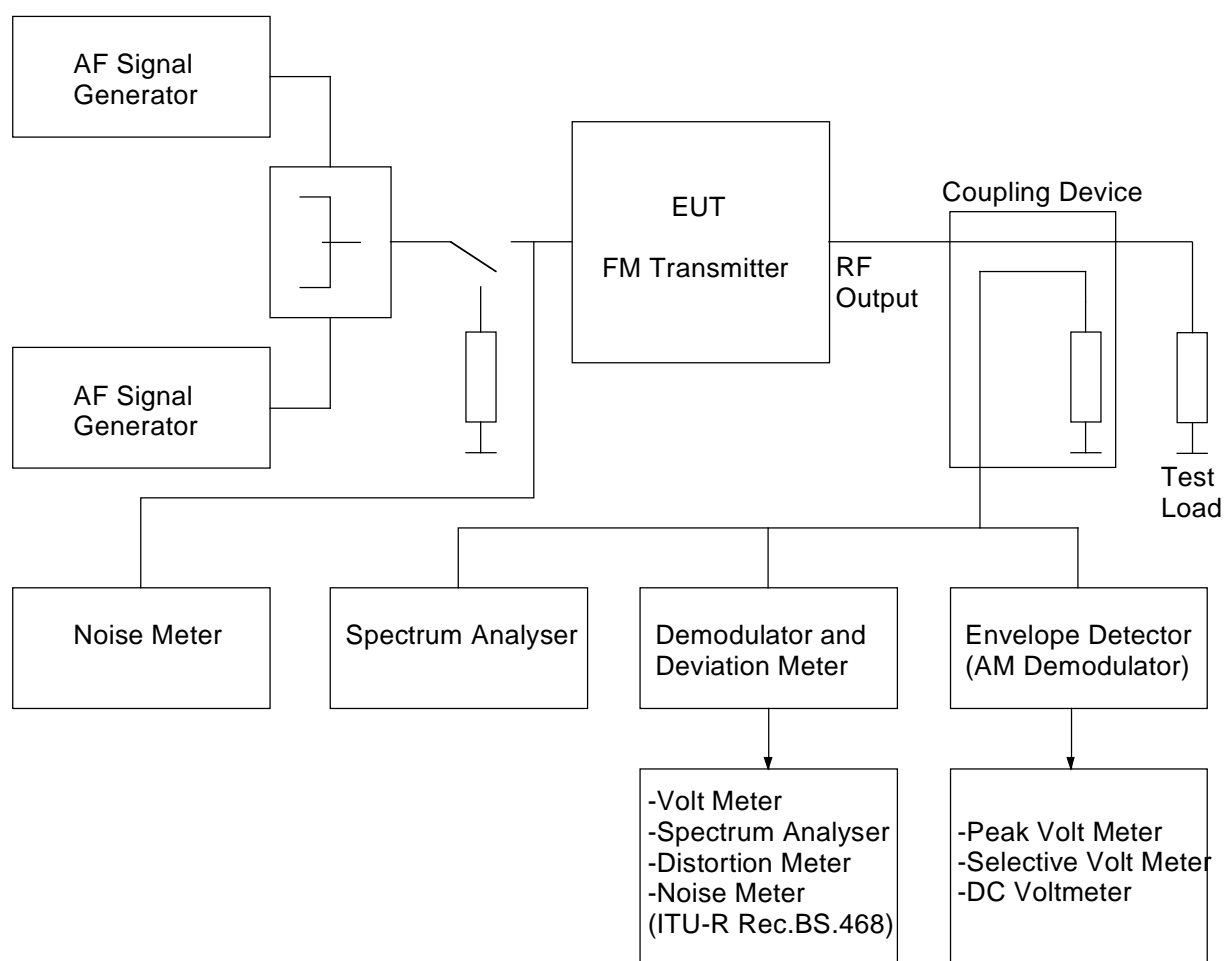 AF Signal
Generator
EUT
FM Transmitter
Coupling Device
RF
Output
AF Signal
Generator
Test
Load
Noise Meter
Spectrum Analyser
Demodulator and
Deviation Meter
Envelope Detector
(AM Demodulator)
-Volt Meter
-Spectrum Analyser
-Distortion Meter
-Noise Meter
(ITU-R Rec.BS.468)
-Peak Volt Meter
-Selective Volt Meter
-DC Voltmeter